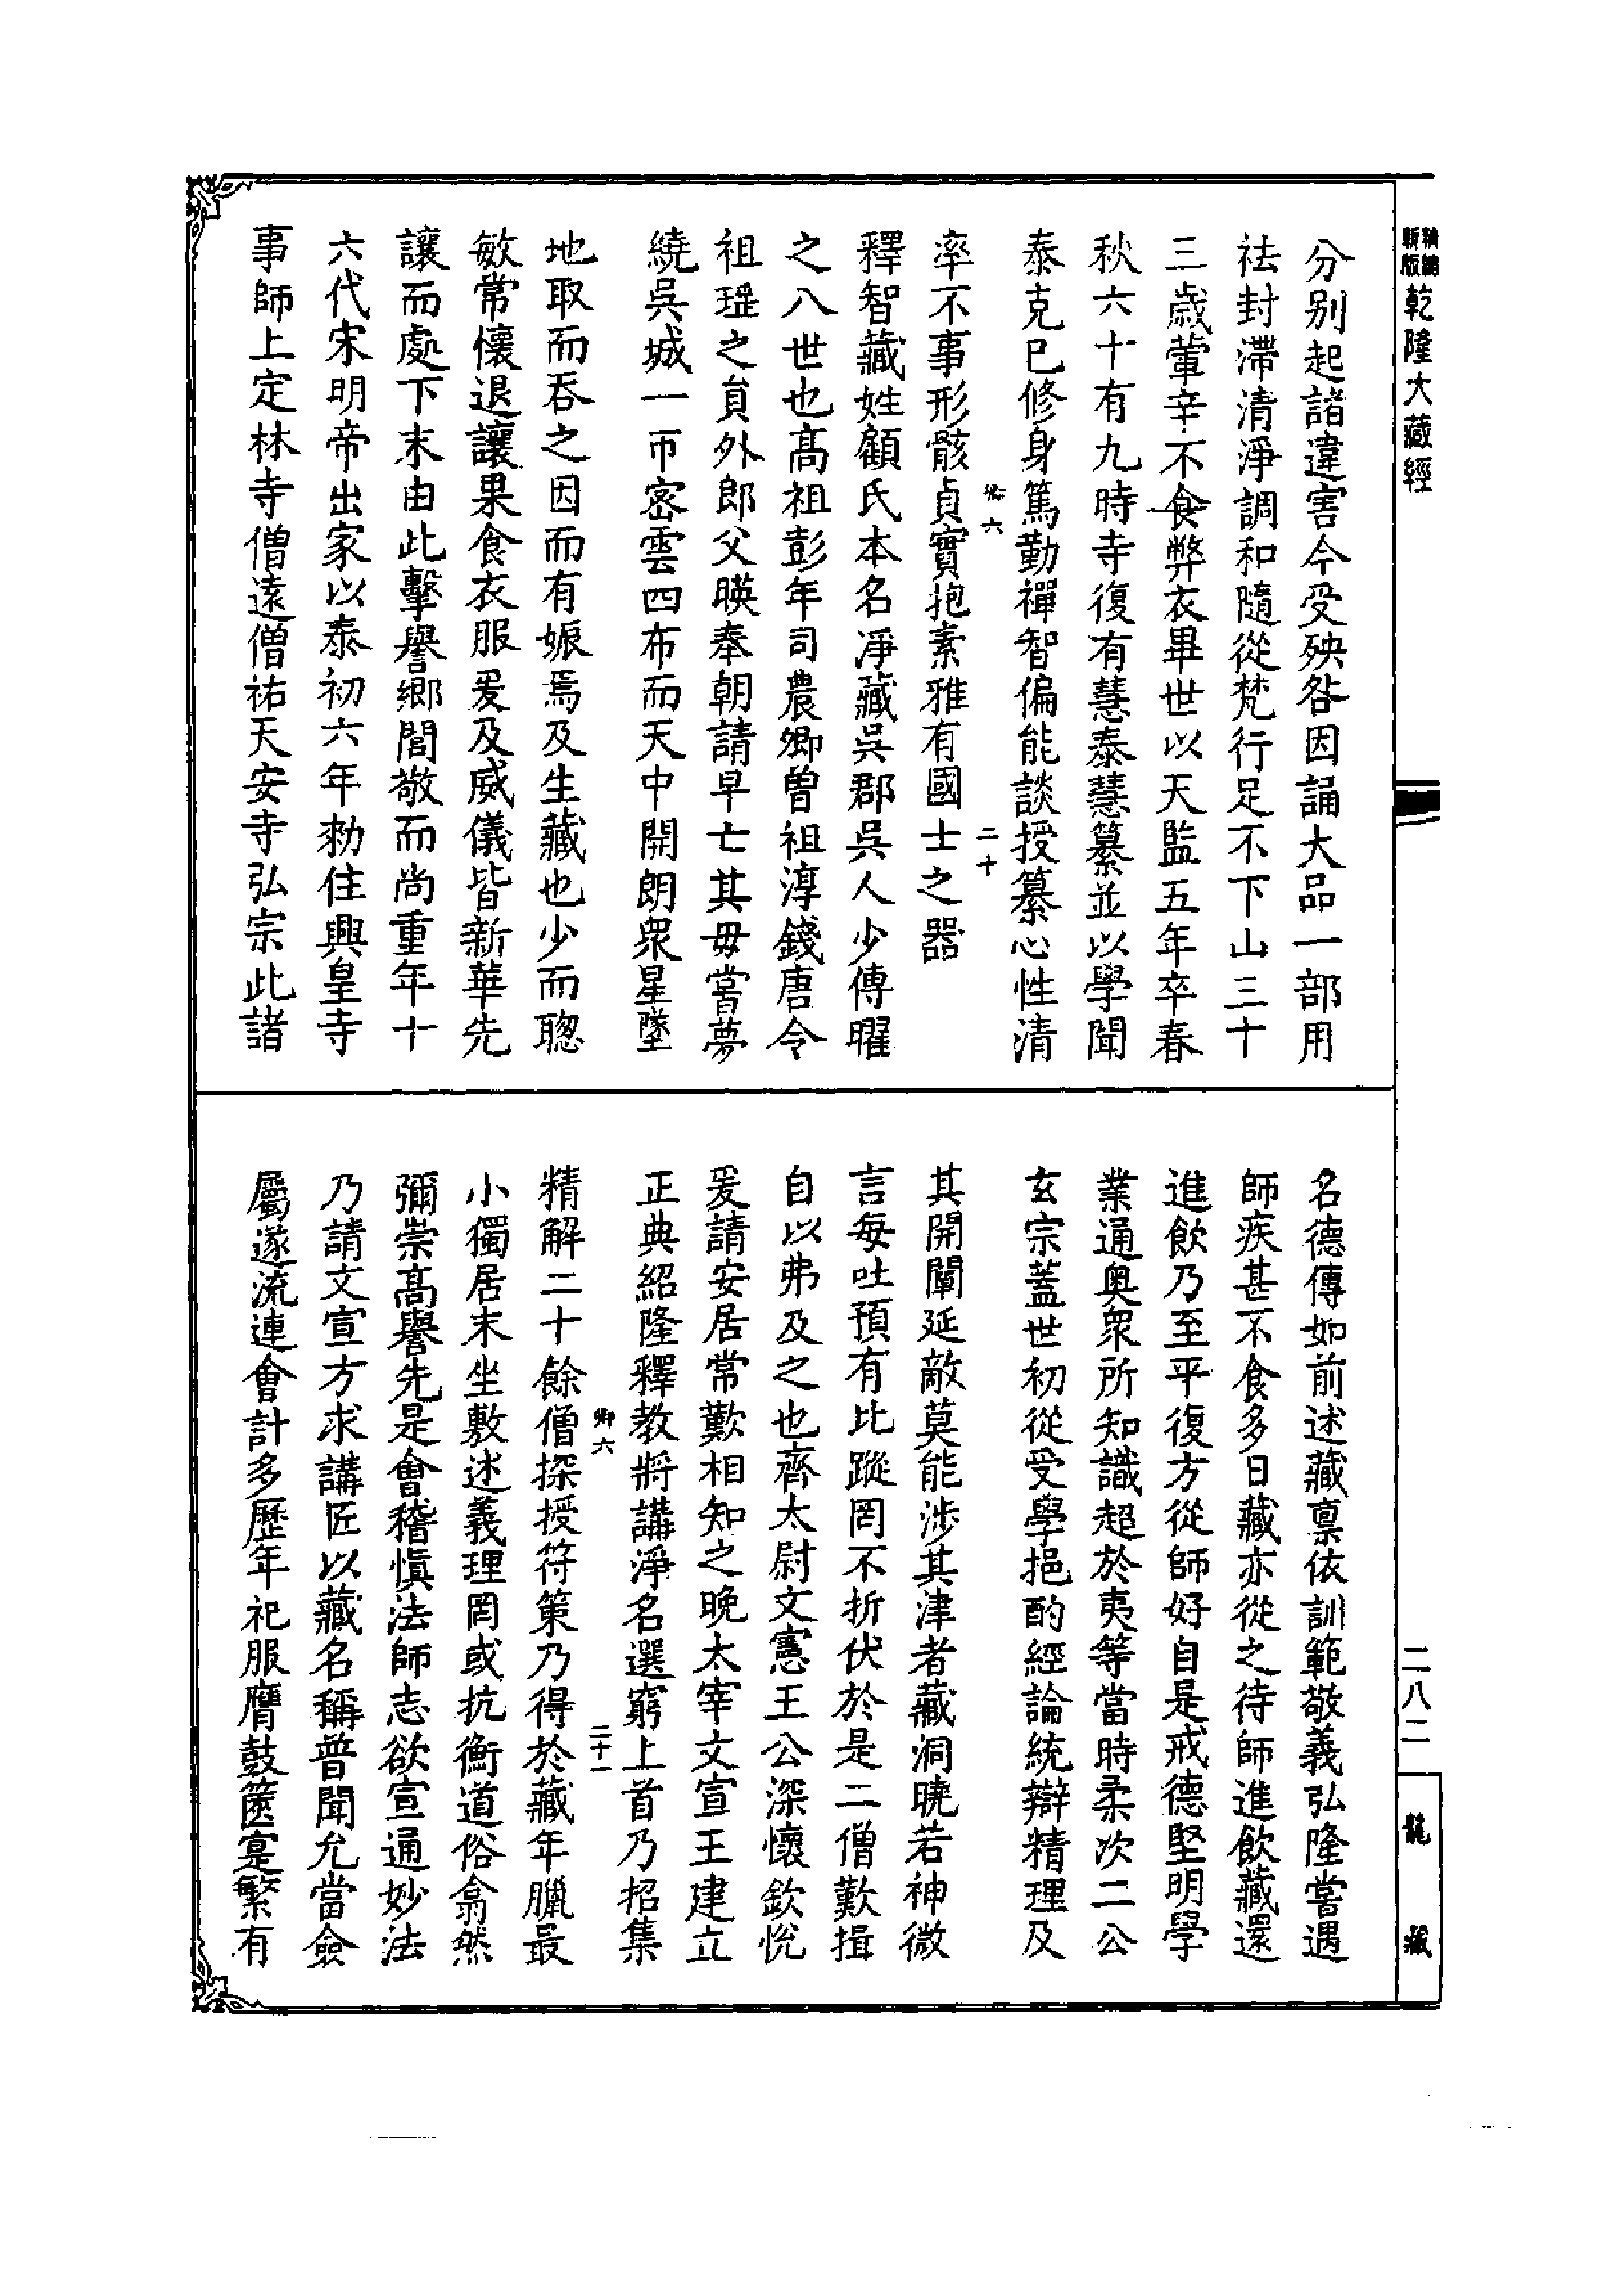 精譯
新版
乾隆大藏經
分別起諸違害今受殃咎因誦大品一部用
祛封滯清淨調和隨從梵行足不下山三十
三歲葷辛不食弊衣畢世以天監五年卒春
秋六十有九時寺復有慧泰慧纂並以學聞
泰克已修身篤勤禪智偏能談授纂心性清
卿六
二十
率不事形骸貞實抱素雅有國士之器
釋智藏姓顧氏本名淨藏吳郡吳人少傳曜
之八世也高祖彭年司農卿曾祖淳錢唐令
祖瑶之貟外郎父暎奉朝請早亡其毋嘗夢
繞吳城一帀密雲四布而天中開朗衆星墜
地取而吞之因而有娠焉及生藏也少而聰
敏常懷退讓果食衣服爰及威儀皆新華先
讓而處下末由此擊譽鄉閭敬而尚重年十
六代宋明帝出家以泰初六年勑住興皇寺
事師上定林寺僧遠僧祐天安寺弘宗此諸
名德傳如前述藏禀依訓範敬義弘隆嘗遇
師疾甚不食多日藏亦從之待師進飲藏還
進飲乃至平復方從師好自是戒德堅明學
業通奥衆所知識超於夷等當時柔次二公
玄宗蓋世初從受學挹酌經論統辯精理及
其開闡延敵莫能涉其津者藏洞曉若神微
言每吐預有比蹤罔不折伏於是二僧歎揖
自以弗及之也齊太尉文憲王公深懷欽悅
爰請安居常歎相知之晚太宰文宣王建立
正典紹隆釋教將講淨名選窮上首乃招集
卿六
二十一
精解二十餘僧探授符策乃得於藏年臘最
小獨居末坐敷述義理罔或抗衡道俗翕然
彌崇高譽先是會稽愼法師志欲宣通妙法
乃請文宣方求講匠以藏名稱普聞允當僉
屬遂流連會計多歷年祀服膺鼓篋寔繁有
二八二
龍藏